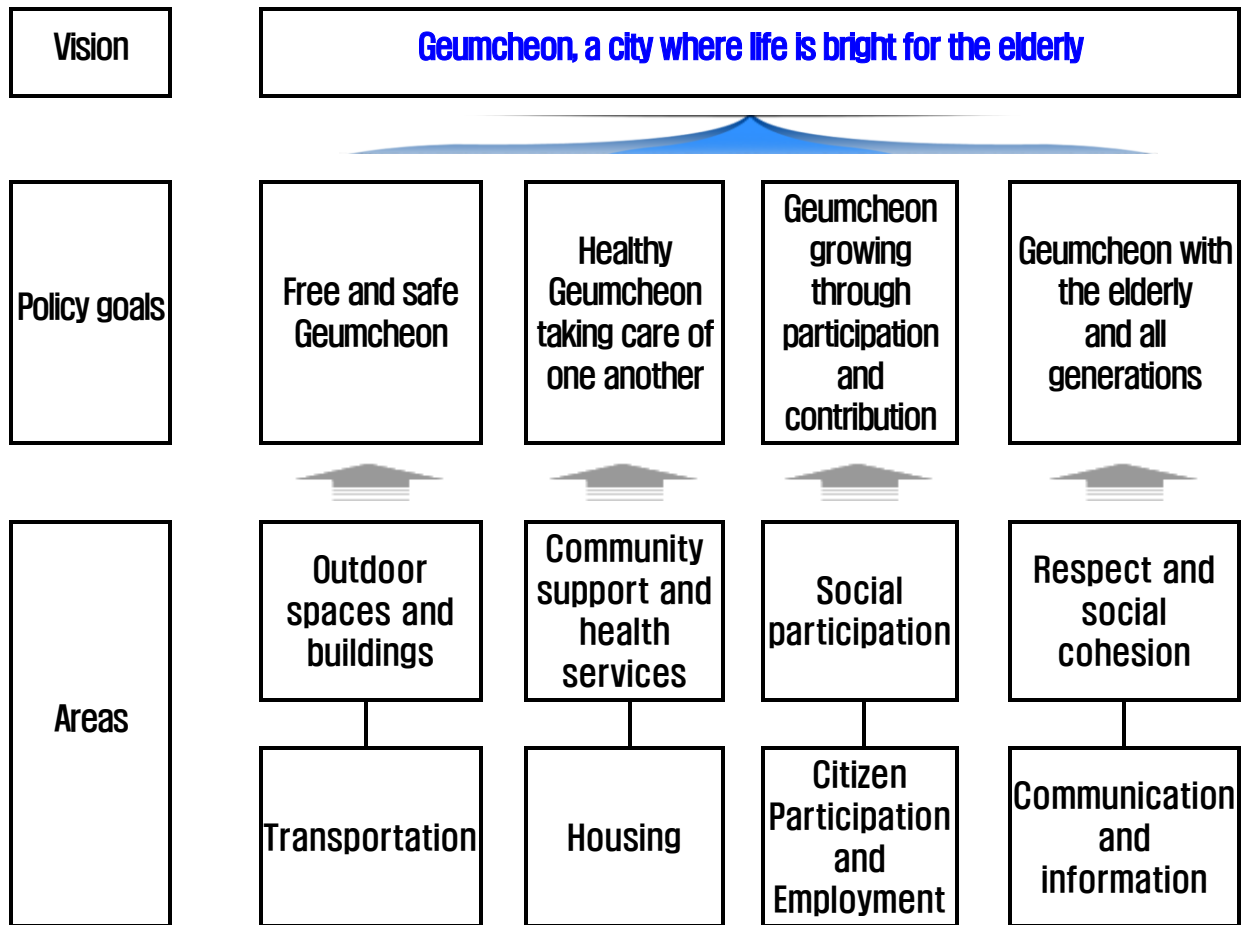 Vision
Geumcheon, a city where life is bright for the elderly
Policy goals
Free and safe
Geumcheon
Healthy
Geumcheon
taking care of
one another
Geumcheon
growing
through
participation
and
contribution
Geumcheon with
the elderly
and all
generations
Areas
Outdoor
spaces and
buildings
Community
support and
health
services
Social
participation
Respect and
social
cohesion
Transportation
Housing
Citizen
Participation
and
Employment
Communication
and
information